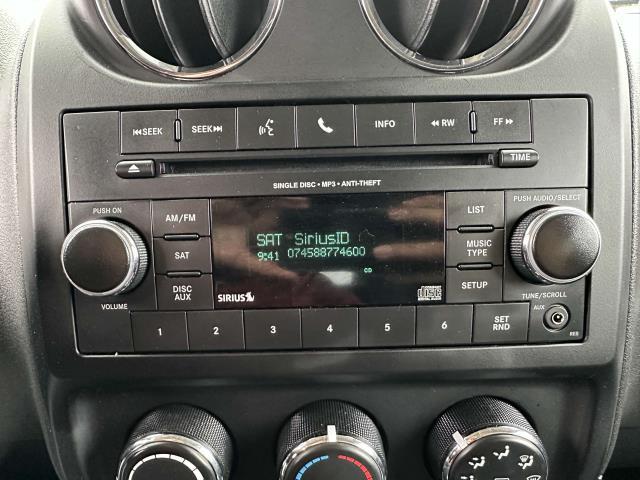 SEEK SEEK INFO RW FF
TIME
SINGLE DISC • MP3 • ANTI-THEFT
PUSH ON AM/FM LIST PUSH AUDIO/SELECT
SAT SiriusID
SAT 9:41 074588774600 MUSIC
TYPE
CD
DISC
AUX SIRIUS SETUP
VOLUME TUNE/SCROLL
1 2 3 4 5 6 SET
RND AUX